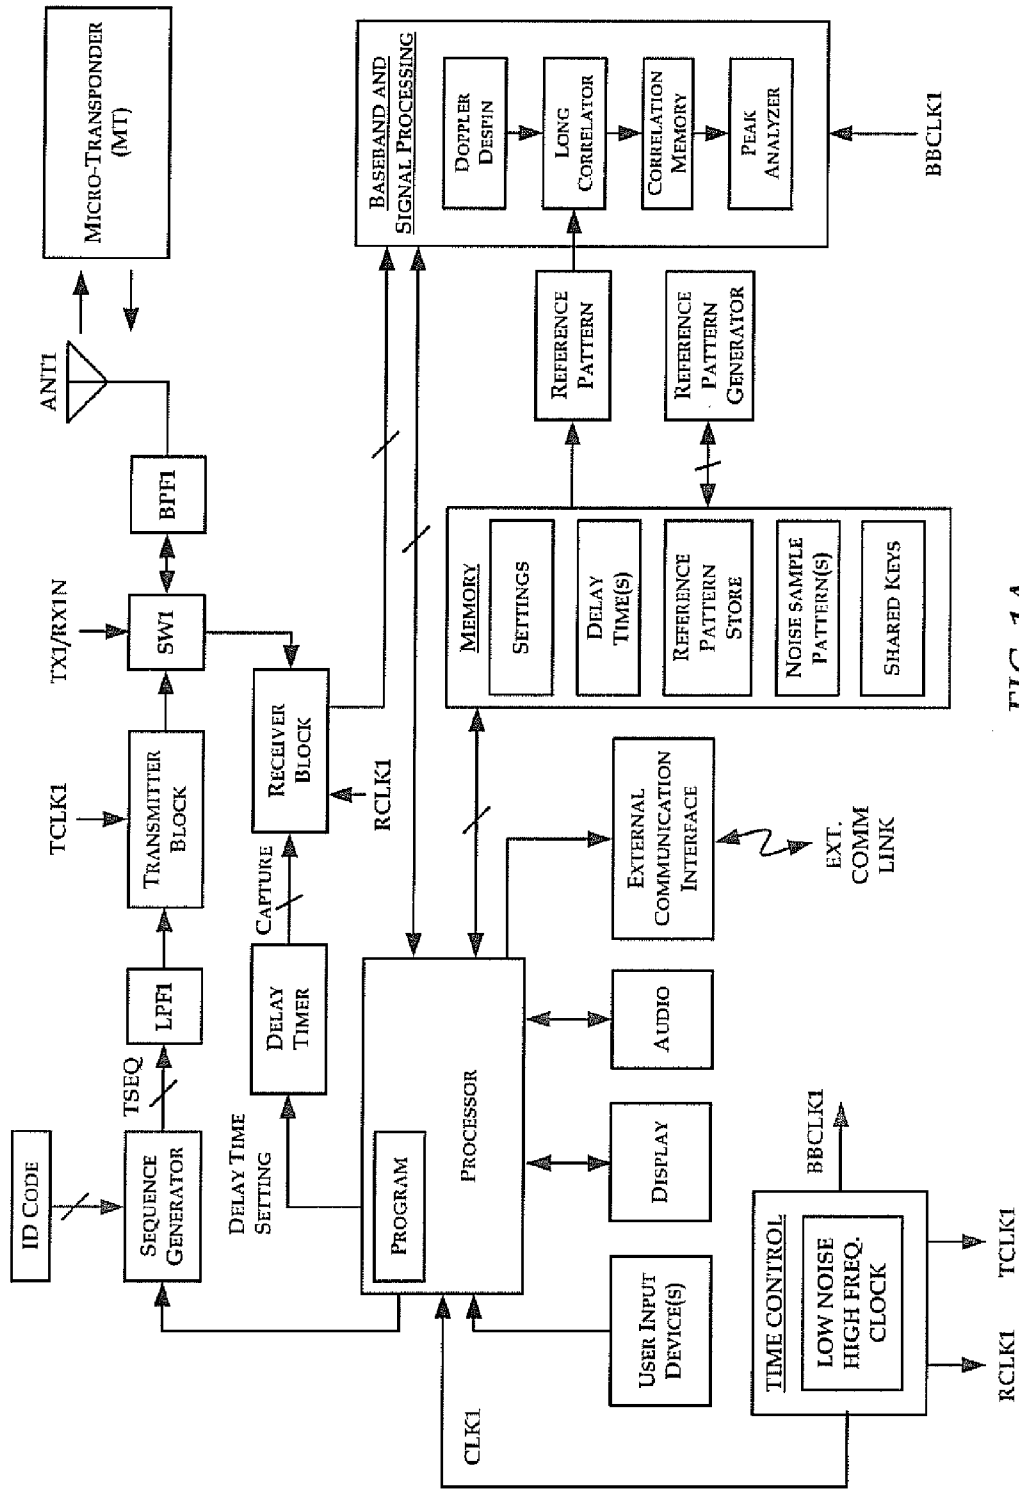 ID CODE
SEQUENCE
GENERATOR
TSEQ
LPF1
TCLK1
TRANSMITTER
BLOCK
TX1/RX1N
SW1
BPF1
ANT1
MICRO-TRANSPONDER
(MT)
DELAY TIME
SETTING
DELAY
TIMER
CAPTURE
RECEIVER
BLOCK
RCLK1
BASEBAND AND
SIGNAL PROCESSING
DOPPLER
DESPIN
LONG
CORRELATOR
CORRELATION
MEMORY
PEAK
ANALYZER
BBCLK1
PROGRAM
PROCESSOR
MEMORY
SETTINGS
DELAY
TIME(S)
REFERENCE
PATTERN
STORE
NOISE SAMPLE
PATTERN(S)
SHARED KEYS
REFERENCE
PATTERN
REFERENCE
PATTERN
GENERATOR
CLK1
USER INPUT
DEVICE(S)
DISPLAY
AUDIO
EXTERNAL
COMMUNICATION
INTERFACE
EXT.
COMM
LINK
TIME CONTROL
LOW NOISE
HIGH FREQ.
CLOCK
BBCLK1
RCLK1
TCLK1
FIG. 1A